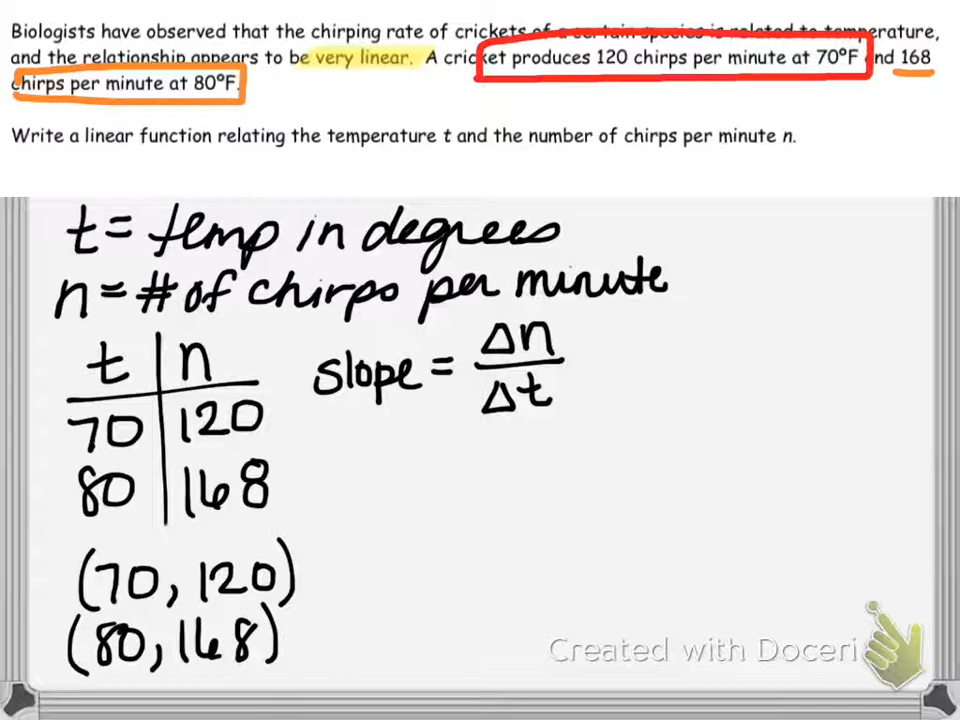 Biologists have observed that the chirping rate of crickets of a certain species is related to temperature,
and the relationship appears to be very linear. A cricket produces 120 chirps per minute at 70°F and 168
chirps per minute at 80°F.
Write a linear function relating the temperature t and the number of chirps per minute n.
t = temp in degrees
n = # of chirps per minute
t | n
70 | 120
80 | 168
slope = Δn / Δt
(70, 120)
(80, 168)
Created with Doceri